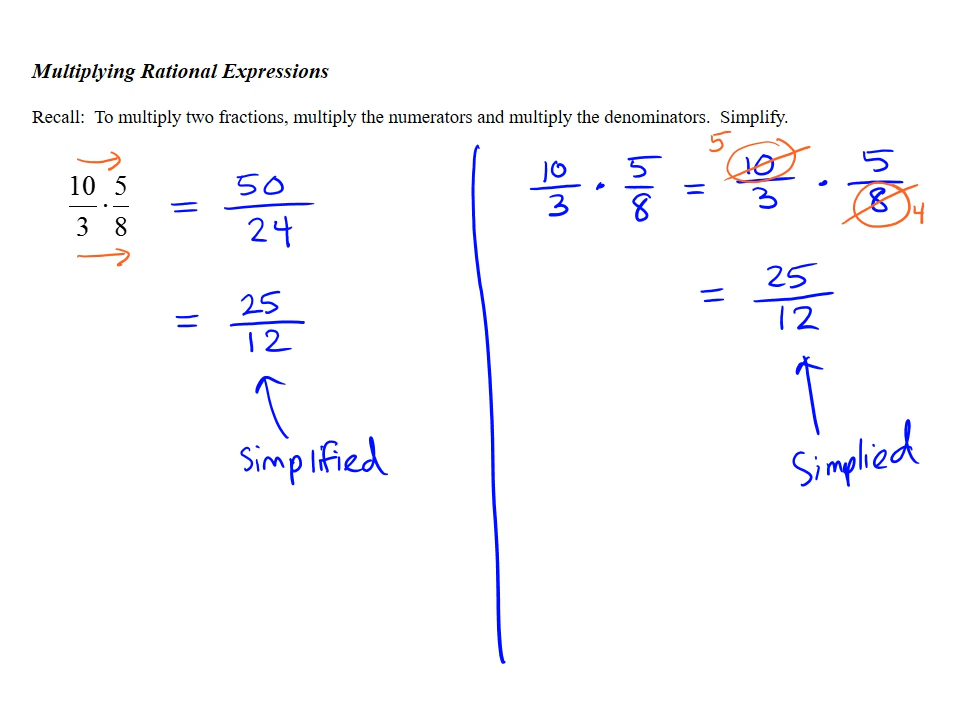 Multiplying Rational Expressions
Recall: To multiply two fractions, multiply the numerators and multiply the denominators. Simplify.
10/3 · 5/8 = 50/24
= 25/12
simplified
10/3 · 5/8 = 5 10/3 · 5/8 4
= 25/12
simplied